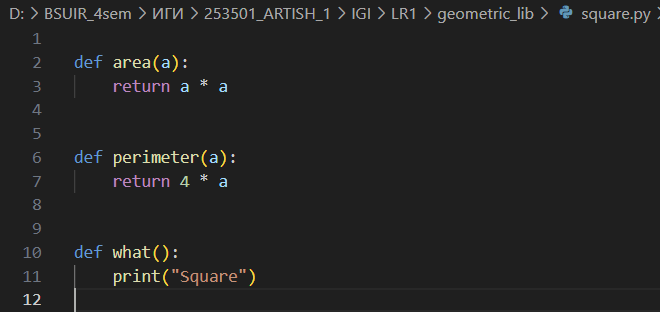 D: > BSUIR_4sem > ИГИ > 253501_ARTISH_1 > IGI > LR1 > geometric_lib > square.py >
1
2 def area(a):
3     return a * a
4
5
6 def perimeter(a):
7     return 4 * a
8
9
10 def what():
11     print("Square")
12